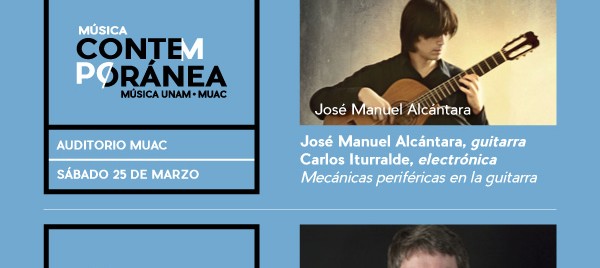 MÚSICA
CONTEM
PORÁNEA
MÚSICA UNAM • MUAC
AUDITORIO MUAC
SÁBADO 25 DE MARZO
José Manuel Alcántara
José Manuel Alcántara, guitarra
Carlos Iturralde, electrónica
Mecánicas periféricas en la guitarra